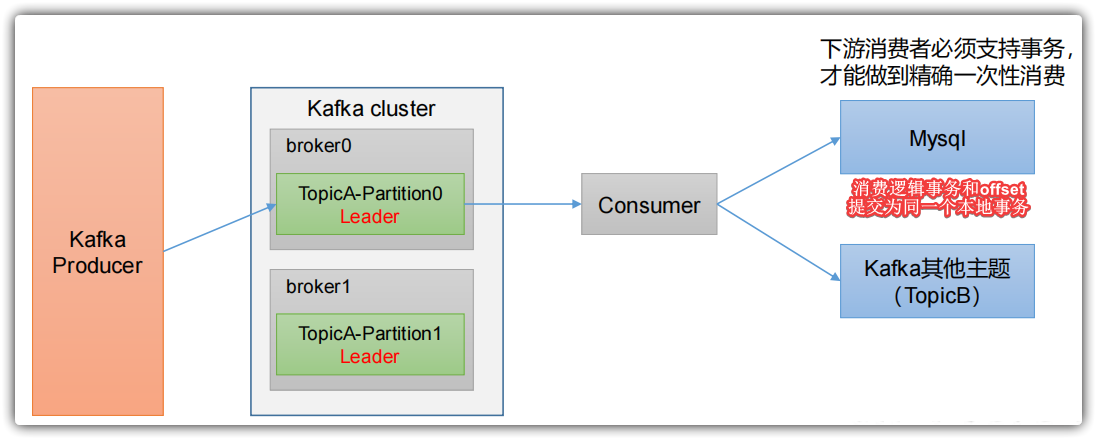 下游消费者必须支持事务，
才能做到精确一次性消费
Kafka cluster
broker0
TopicA-Partition0
Leader
Kafka
Producer
broker1
TopicA-Partition1
Leader
Consumer
Mysql
消费逻辑事务和offset
提交为同一个本地事务
Kafka其他主题
（TopicB）